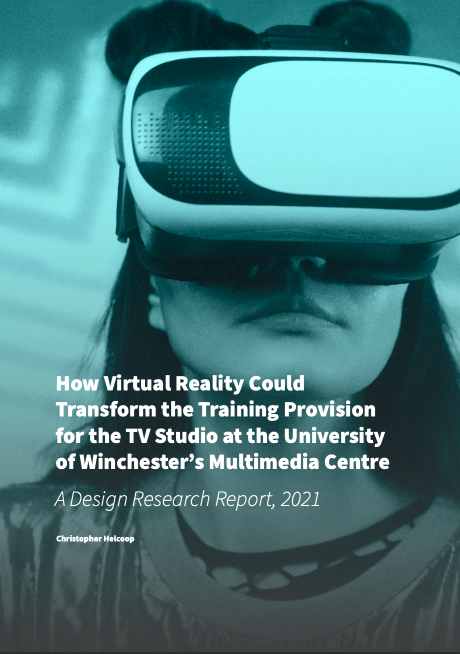 How Virtual Reality Could
Transform the Training Provision
for the TV Studio at the University
of Winchester’s Multimedia Centre
A Design Research Report, 2021
Christopher Helcoop